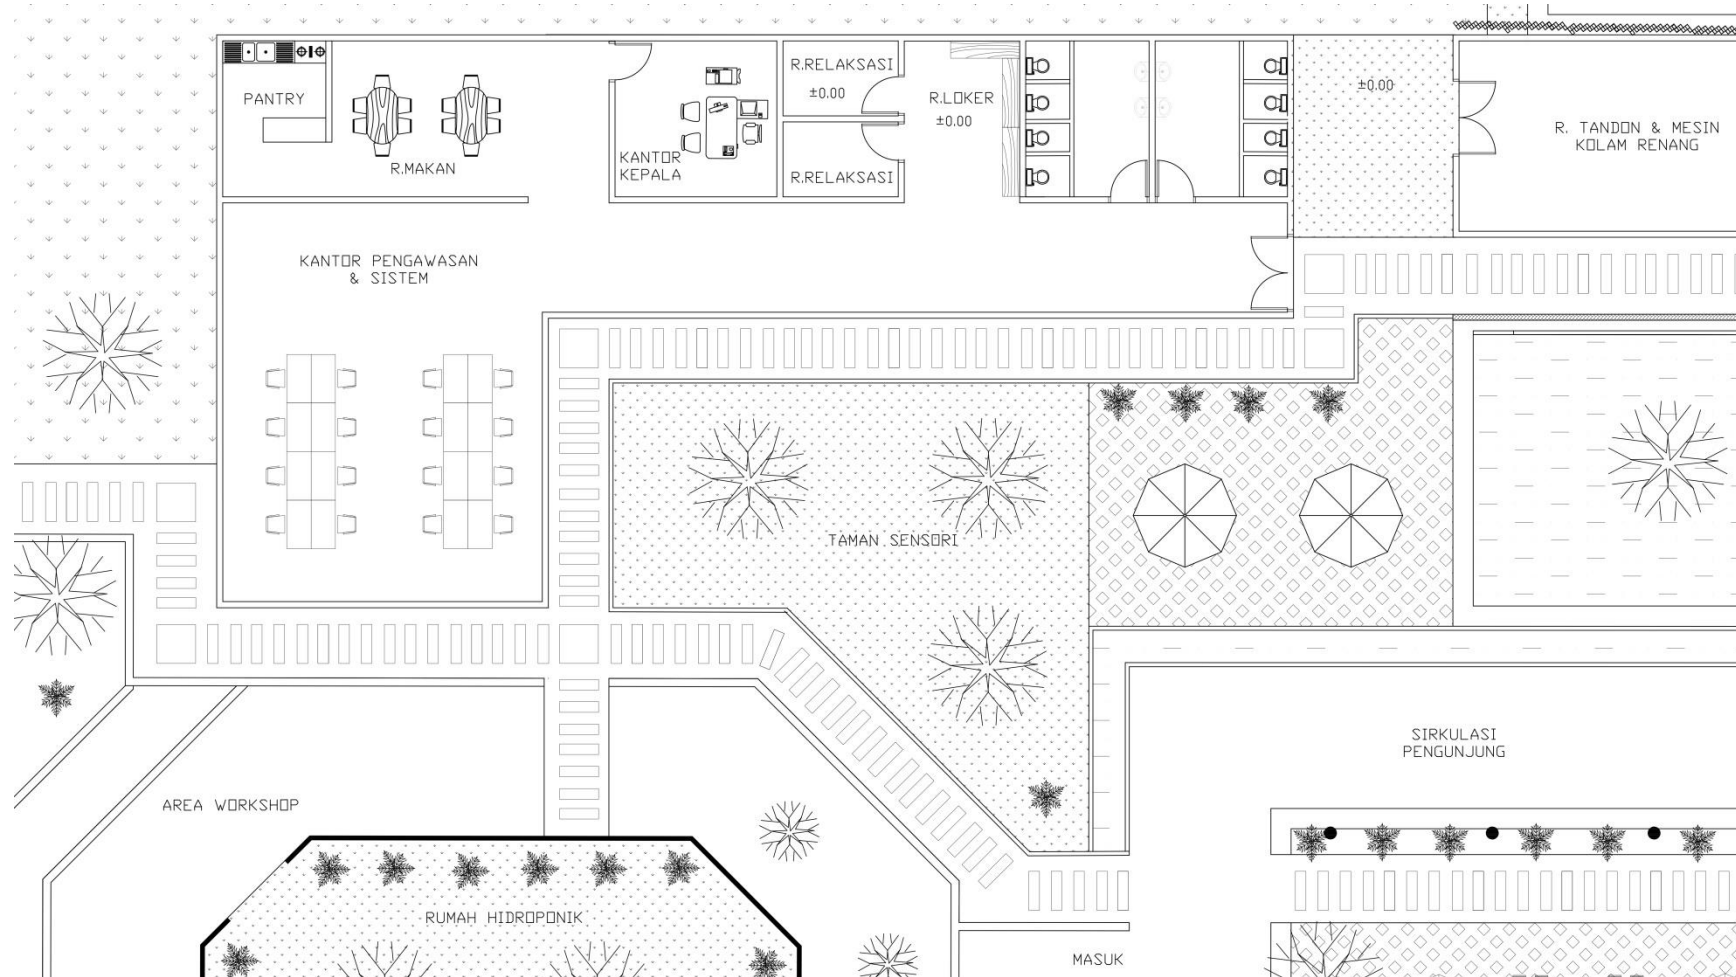 R.RELAKSASI
±0.00
PANTRY
R.LOKER
±0.00
±0.00
R. TANDON & MESIN
KOLAM RENANG
R.MAKAN
KANTOR
KEPALA
R.RELAKSASI
KANTOR PENGAWASAN
& SISTEM
TAMAN SENSORI
SIRKULASI
PENGUNJUNG
AREA WORKSHOP
RUMAH HIDROPONIK
MASUK